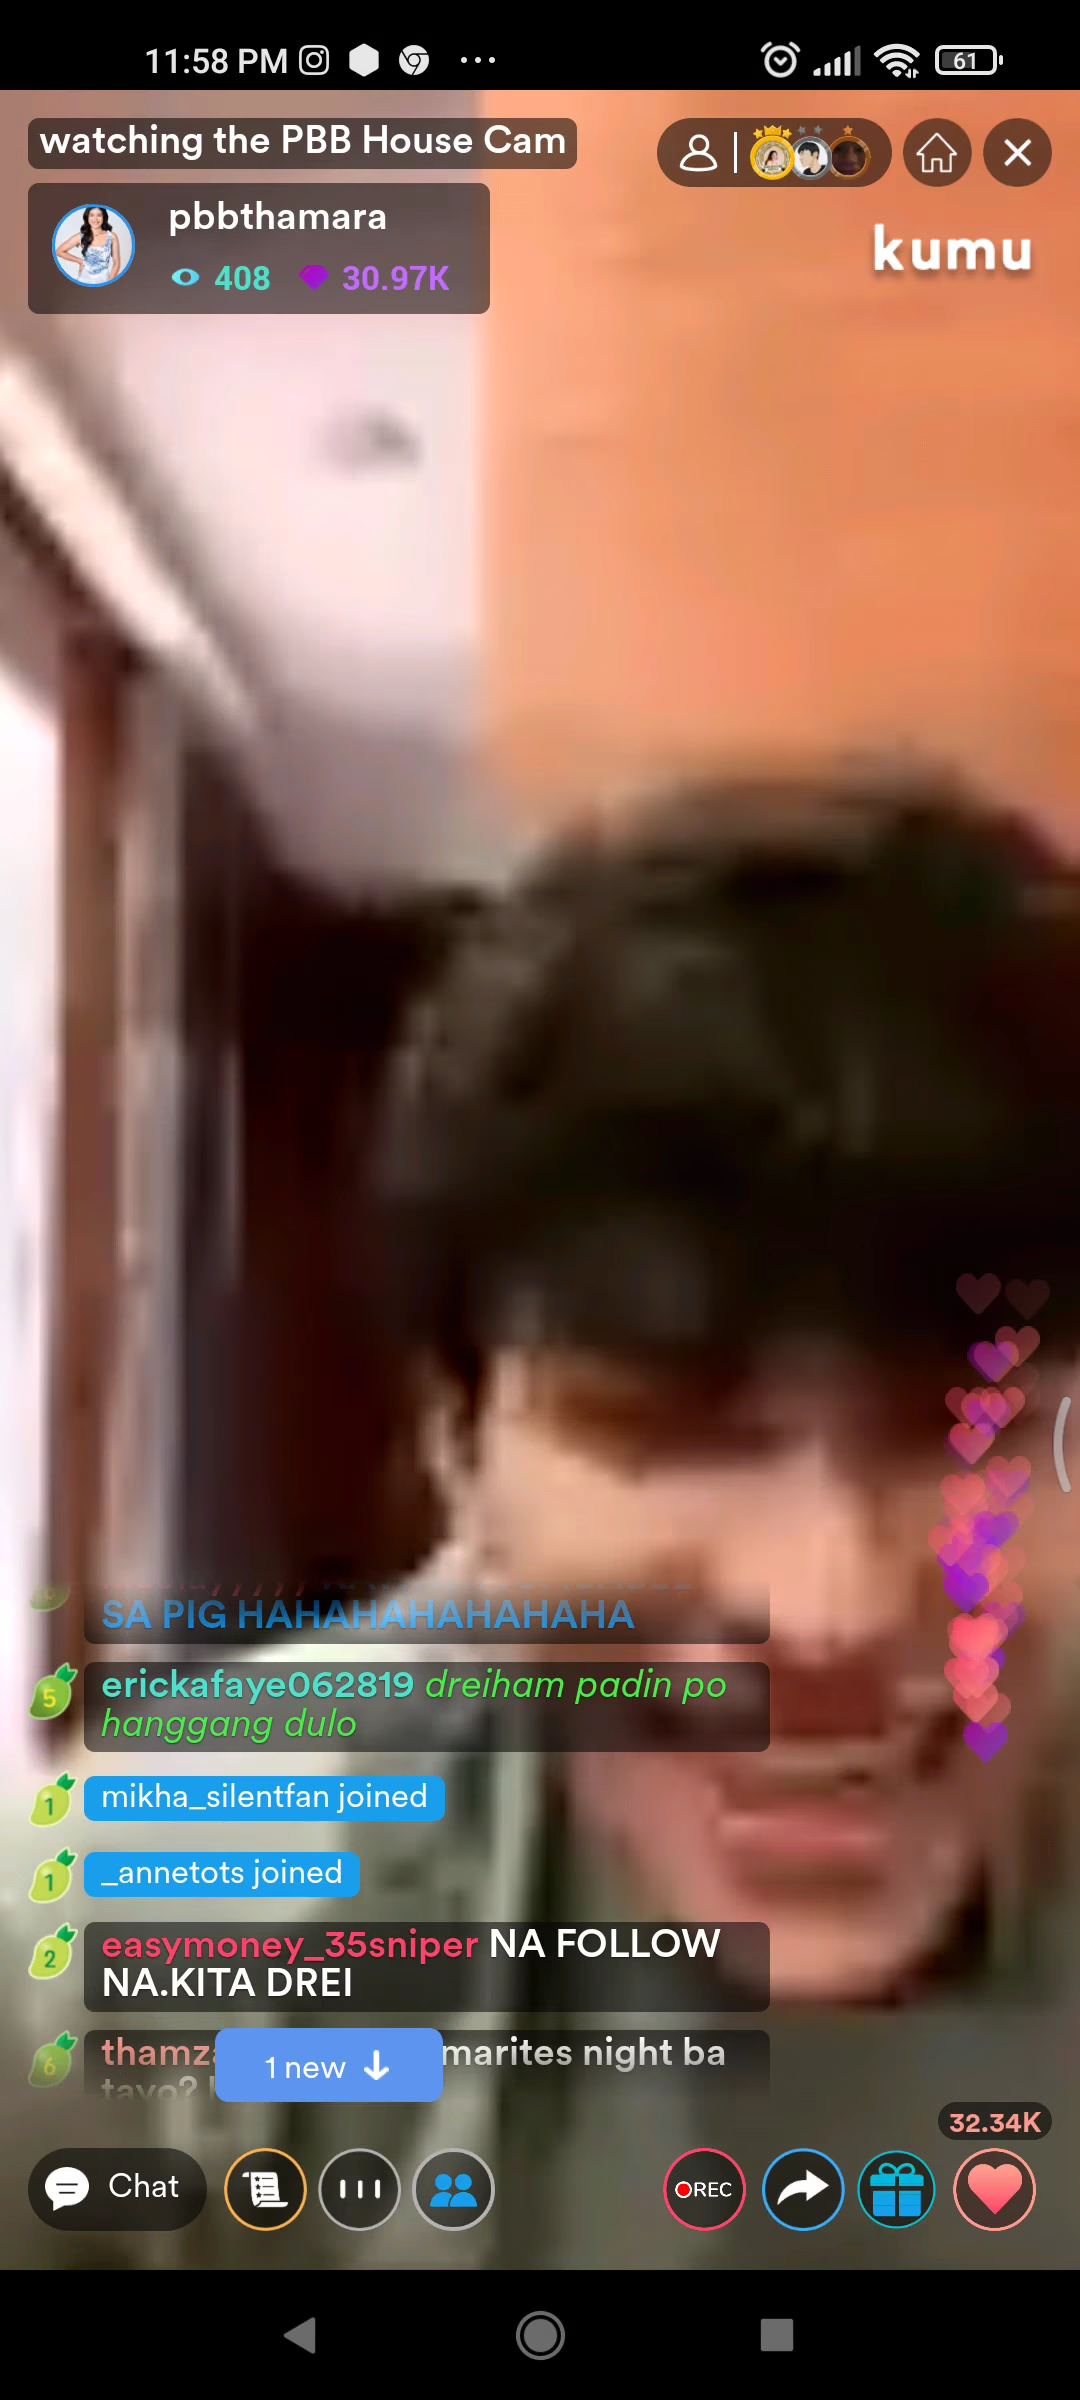 11:58 PM
61
watching the PBB House Cam
pbbthamara
408 30.97K
kumu
SA PIG HAHAHAHAHAHAHA
5 erickafaye062819 dreiham padin po
hanggang dulo
1 mikha_silentfan joined
1 _annetots joined
2 easymoney_35sniper NA FOLLOW
NA.KITA DREI
6 marites night ba
tayo?
1 new
32.34K
Chat
REC